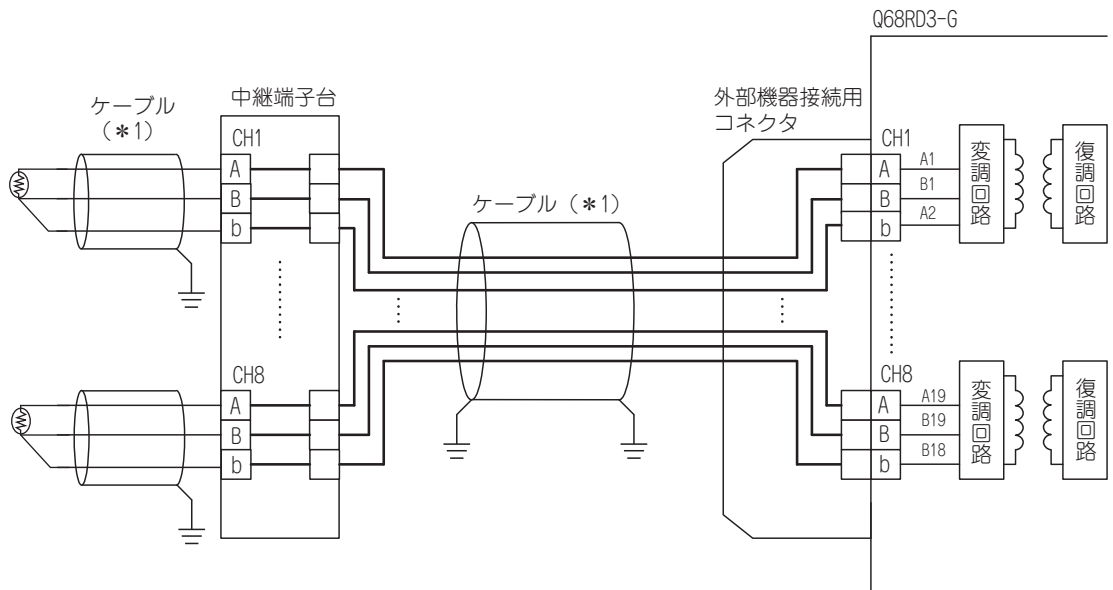 Q68RD3-G
ケーブル
(*1)
中継端子台
CH1
A
B
b
CH8
A
B
b
ケーブル(*1)
外部機器接続用
コネクタ
CH1
A
B
b
A1
B1
A2
変調回路
復調回路
CH8
A
B
b
A19
B19
B18
変調回路
復調回路